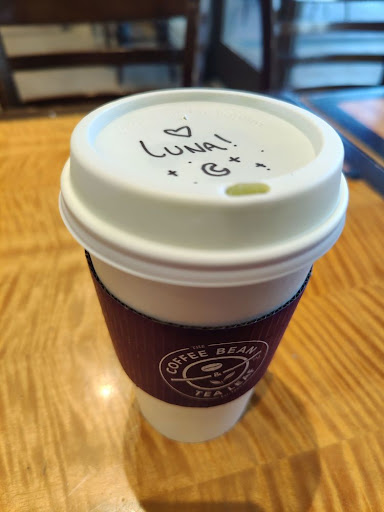 LUNA!
THE
COFFEE BEAN
&
TEA LEAF